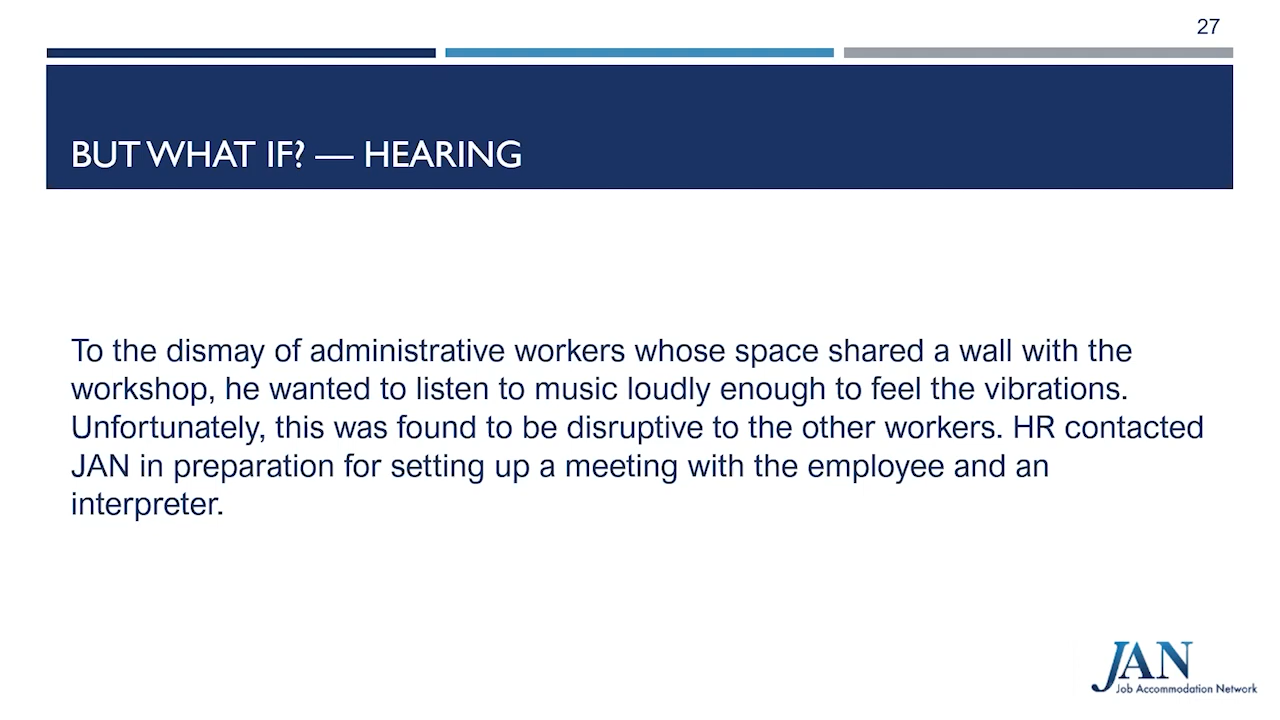 27
BUT WHAT IF? — HEARING
To the dismay of administrative workers whose space shared a wall with the
workshop, he wanted to listen to music loudly enough to feel the vibrations.
Unfortunately, this was found to be disruptive to the other workers. HR contacted
JAN in preparation for setting up a meeting with the employee and an
interpreter.
JAN
Job Accommodation Network